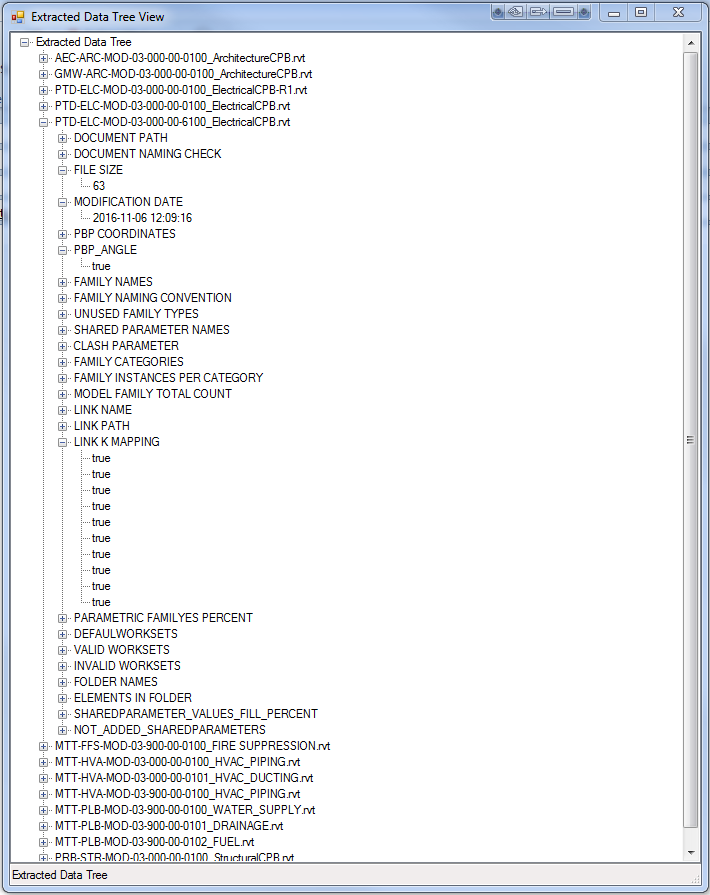 Extracted Data Tree View
Extracted Data Tree
AEC-ARC-MOD-03-000-00-0100_ArchitectureCPB.rvt
GMW-ARC-MOD-03-000-00-0100_ArchitectureCPB.rvt
PTD-ELC-MOD-03-000-00-0100_ElectricalCPB-R1.rvt
PTD-ELC-MOD-03-000-00-0100_ElectricalCPB.rvt
PTD-ELC-MOD-03-000-00-6100_ElectricalCPB.rvt
DOCUMENT PATH
DOCUMENT NAMING CHECK
FILE SIZE
63
MODIFICATION DATE
2016-11-06 12:09:16
PBP COORDINATES
PBP_ANGLE
true
FAMILY NAMES
FAMILY NAMING CONVENTION
UNUSED FAMILY TYPES
SHARED PARAMETER NAMES
CLASH PARAMETER
FAMILY CATEGORIES
FAMILY INSTANCES PER CATEGORY
MODEL FAMILY TOTAL COUNT
LINK NAME
LINK PATH
LINK K MAPPING
true
true
true
true
true
true
true
true
true
true
PARAMETRIC FAMILYES PERCENT
DEFAULWORKSETS
VALID WORKSETS
INVALID WORKSETS
FOLDER NAMES
ELEMENTS IN FOLDER
SHAREDPARAMETER_VALUES_FILL_PERCENT
NOT_ADDED_SHAREDPARAMETERS
MTT-FFS-MOD-03-900-00-0100_FIRE SUPPRESSION.rvt
MTT-HVA-MOD-03-000-00-0100_HVAC_PIPING.rvt
MTT-HVA-MOD-03-000-00-0101_HVAC_DUCTING.rvt
MTT-HVA-MOD-03-900-00-0100_HVAC_PIPING.rvt
MTT-PLB-MOD-03-900-00-0100_WATER_SUPPLY.rvt
MTT-PLB-MOD-03-900-00-0101_DRAINAGE.rvt
MTT-PLB-MOD-03-900-00-0102_FUEL.rvt
PRB-STR-MOD-03-000-00-0100_StructuralCPB.rvt
Extracted Data Tree